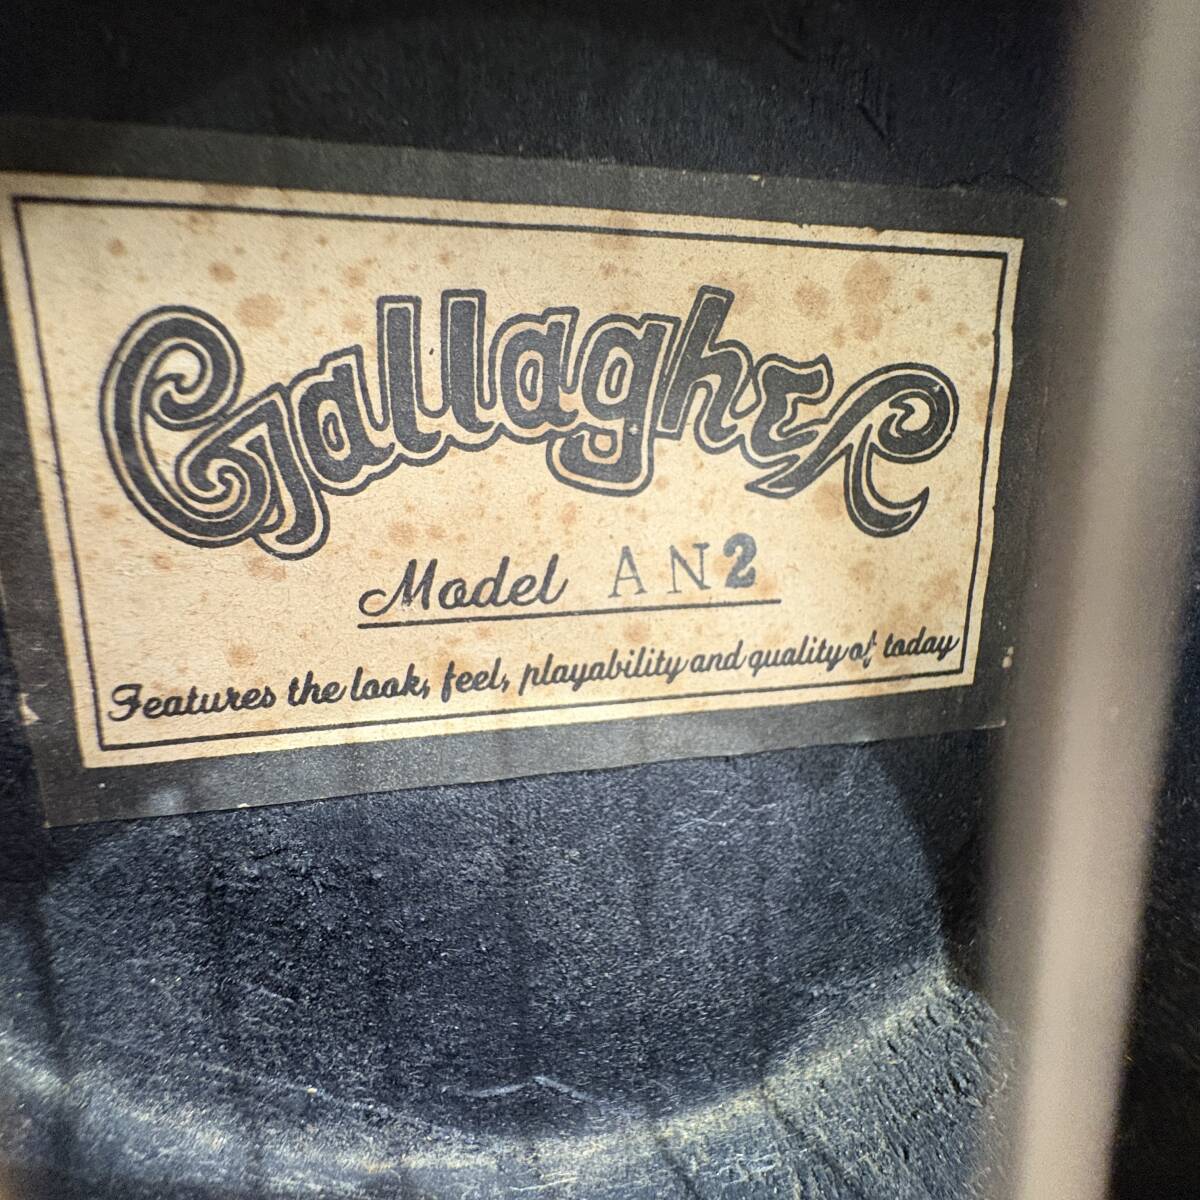 Gallagher
Model AN2
Features the look, feel, playability and quality of today